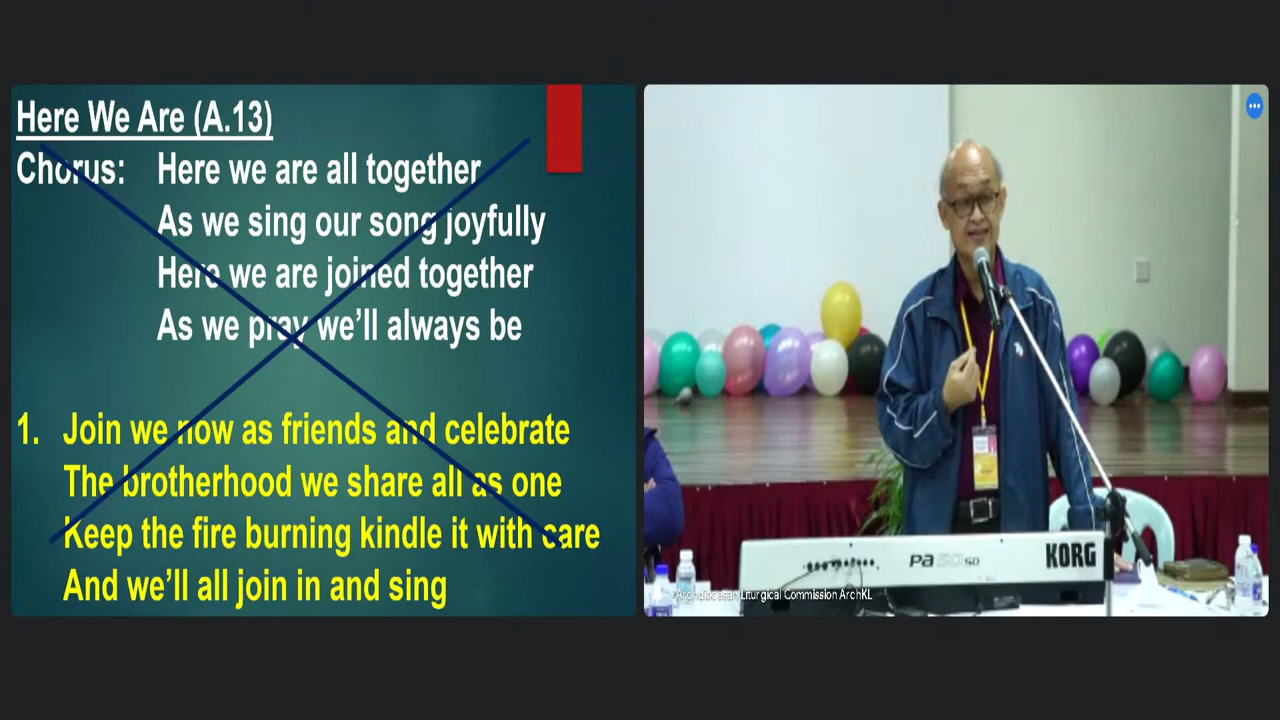 Here We Are (A.13)
Chorus: Here we are all together
As we sing our song joyfully
Here we are joined together
As we pray we'll always be
1. Join we now as friends and celebrate
The brotherhood we share all as one
Keep the fire burning kindle it with care
And we'll all join in and sing
Pa50SD
KORG
Archdiocesan Liturgical Commission ArchKL